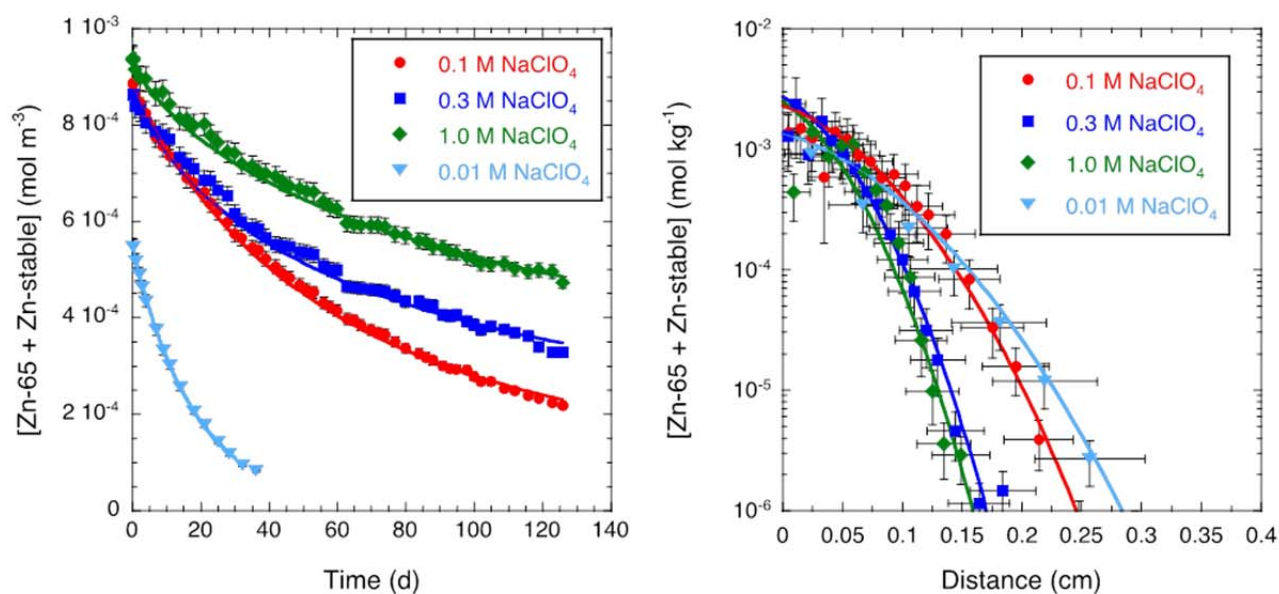 [Zn-65 + Zn-stable] (mol m⁻³)
1 10⁻³
8 10⁻⁴
6 10⁻⁴
4 10⁻⁴
2 10⁻⁴
0
0 20 40 60 80 100 120 140
Time (d)
0.1 M NaClO₄
0.3 M NaClO₄
1.0 M NaClO₄
0.01 M NaClO₄
[Zn-65 + Zn-stable] (mol kg⁻¹)
10⁻²
10⁻³
10⁻⁴
10⁻⁵
10⁻⁶
0 0.05 0.1 0.15 0.2 0.25 0.3 0.35 0.4
Distance (cm)
0.1 M NaClO₄
0.3 M NaClO₄
1.0 M NaClO₄
0.01 M NaClO₄